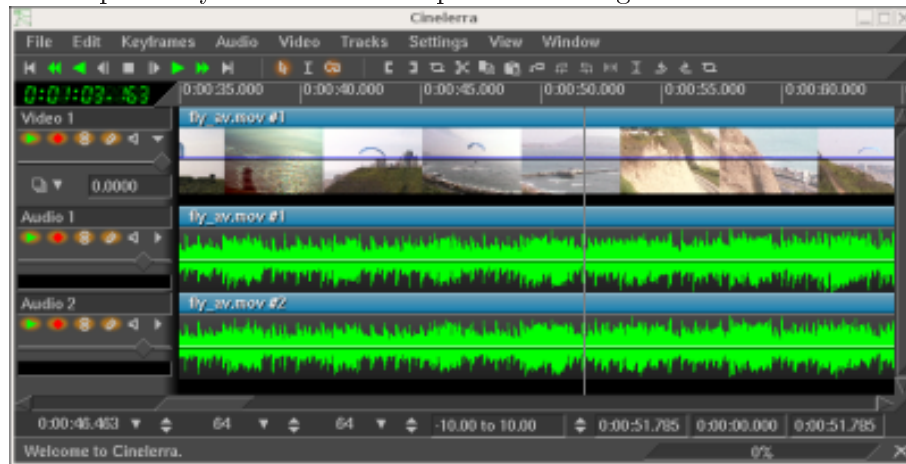 Cinelerra
File Edit Keyframes Audio Video Tracks Settings View Window
0:01:03.163 0:00:35.000 0:00:40.000 0:00:45.000 0:00:50.000 0:00:55.000 0:00:60.000
Video 1 fly_av.mov #1
0.0000
Audio 1 fly_av.mov #1
Audio 2 fly_av.mov #2
0:00:46.463 64 64 -10.00 to 10.00 0:00:51.785 0:00:00.000 0:00:51.785
Welcome to Cinelerra. 0%